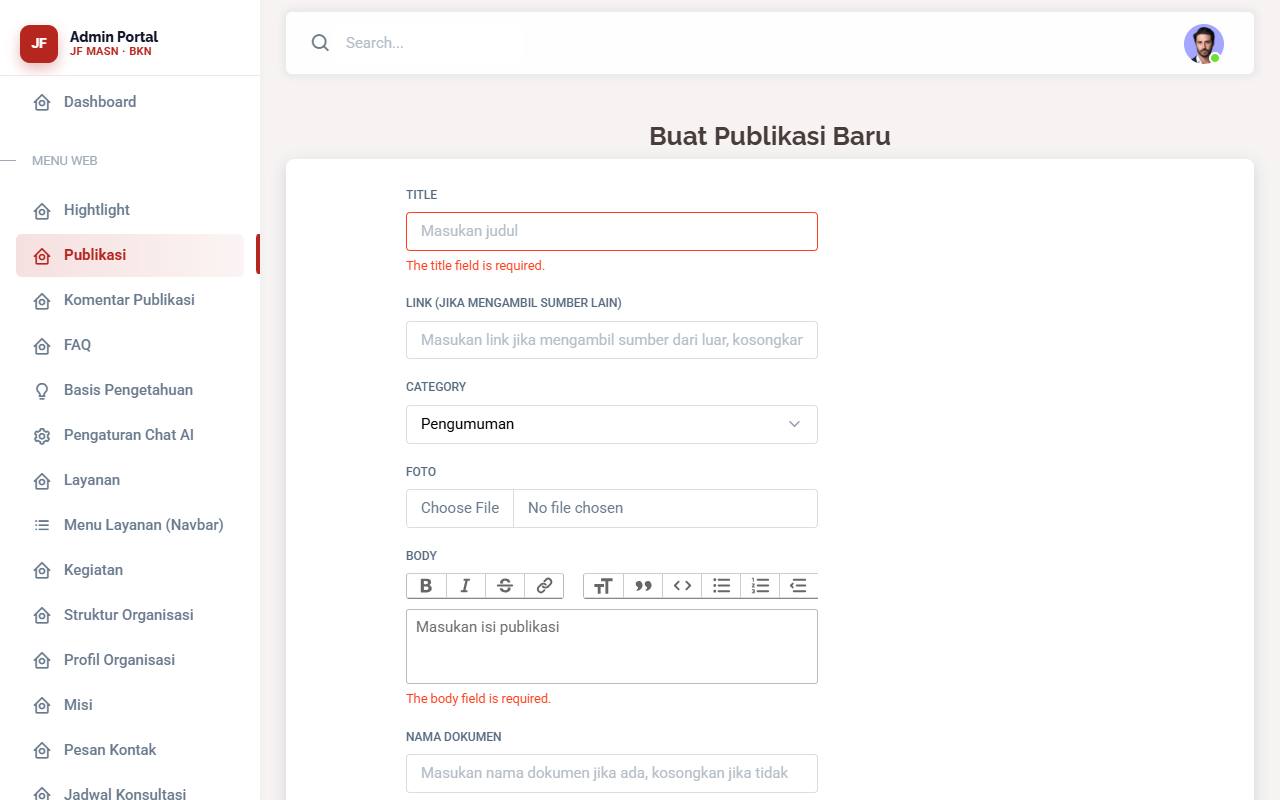 JF
Admin Portal
JF MASN · BKN
Search...
Dashboard
MENU WEB
Hightlight
Publikasi
Komentar Publikasi
FAQ
Basis Pengetahuan
Pengaturan Chat AI
Layanan
Menu Layanan (Navbar)
Kegiatan
Struktur Organisasi
Profil Organisasi
Misi
Pesan Kontak
Jadwal Konsultasi
Buat Publikasi Baru
TITLE
Masukan judul
The title field is required.
LINK (JIKA MENGAMBIL SUMBER LAIN)
Masukan link jika mengambil sumber dari luar, kosongkan
CATEGORY
Pengumuman
FOTO
Choose File No file chosen
BODY
Masukan isi publikasi
The body field is required.
NAMA DOKUMEN
Masukan nama dokumen jika ada, kosongkan jika tidak